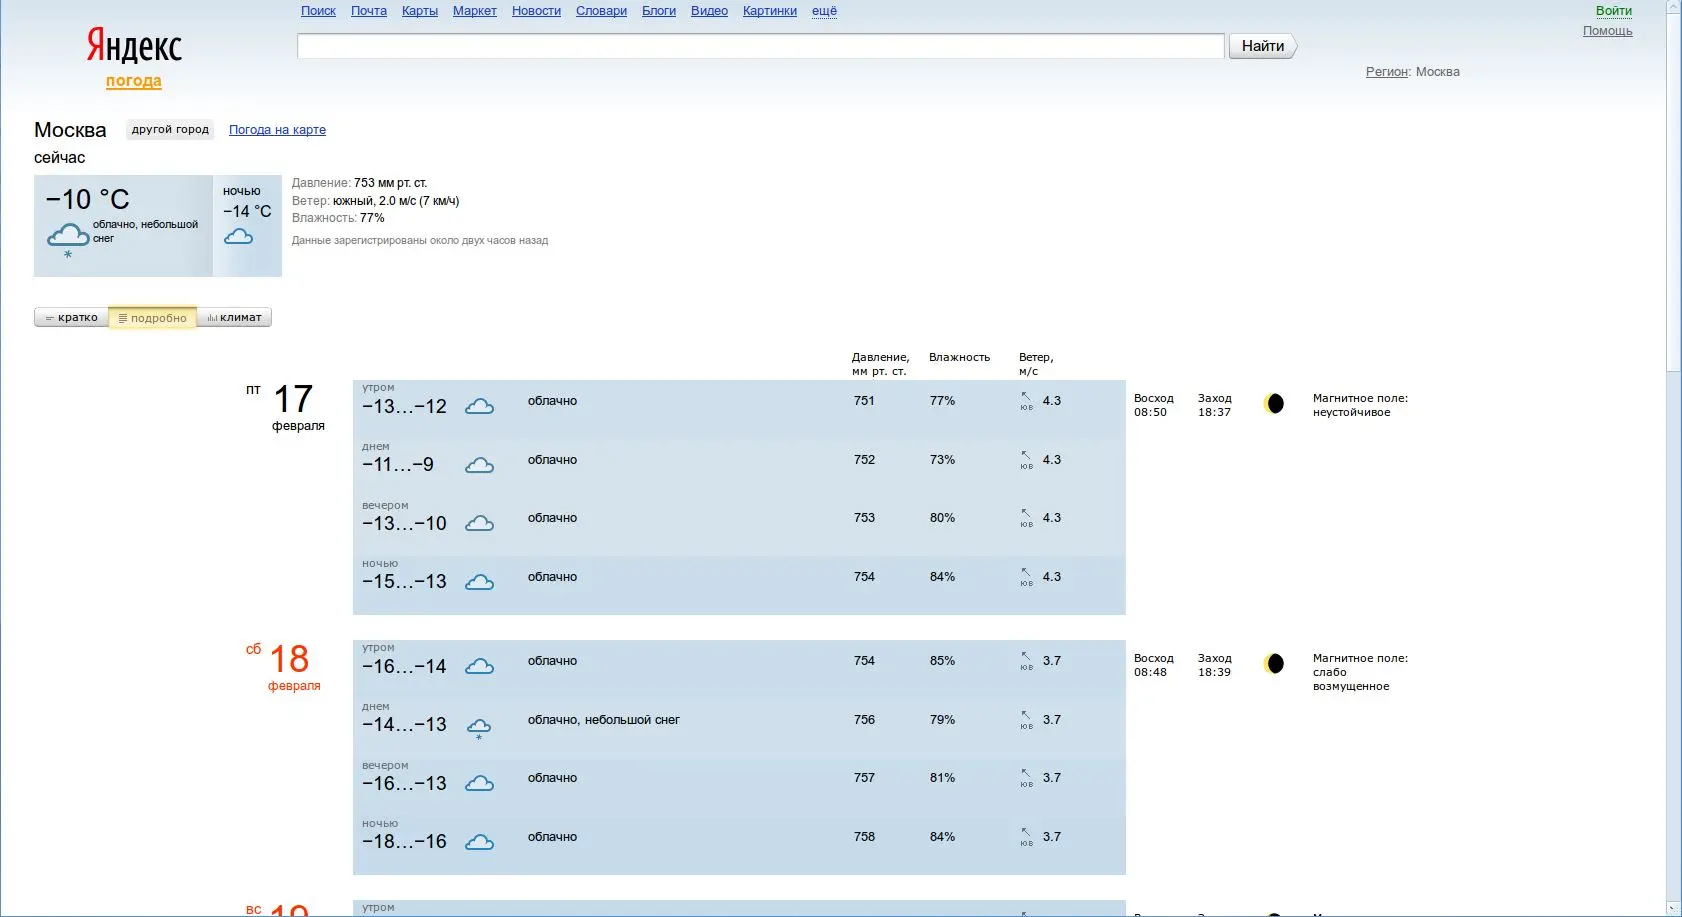 Поиск Почта Карты Маркет Новости Словари Блоги Видео Картинки ещё Войти
Помощь
Яндекс
погода
Найти
Регион: Москва
Москва другой город Погода на карте
сейчас
−10 °C
облачно, небольшой
снег
ночью
−14 °C
Давление: 753 мм рт. ст.
Ветер: южный, 2.0 м/с (7 км/ч)
Влажность: 77%
Данные зарегистрированы около двух часов назад
кратко подробно климат
Давление,
мм рт. ст.
Влажность
Ветер,
м/с
пт 17
февраля
утром
−13…−12 облачно 751 77% юв 4.3
днем
−11…−9 облачно 752 73% юв 4.3
вечером
−13…−10 облачно 753 80% юв 4.3
ночью
−15…−13 облачно 754 84% юв 4.3
Восход
08:50
Заход
18:37
Магнитное поле:
неустойчивое
сб 18
февраля
утром
−16…−14 облачно 754 85% юв 3.7
днем
−14…−13 облачно, небольшой снег 756 79% юв 3.7
вечером
−16…−13 облачно 757 81% юв 3.7
ночью
−18…−16 облачно 758 84% юв 3.7
Восход
08:48
Заход
18:39
Магнитное поле:
слабо
возмущенное
вс 19
утром